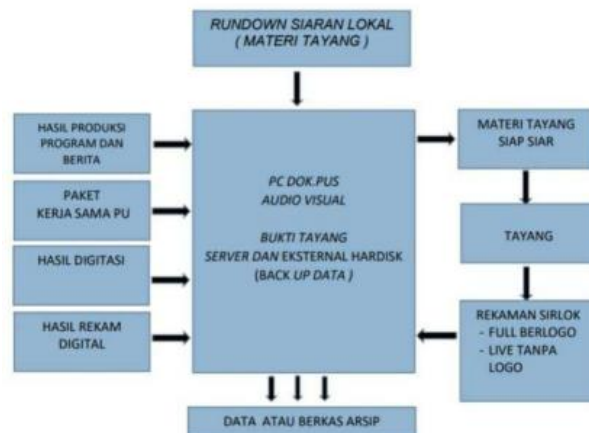 RUNDOWN SIARAN LOKAL
( MATERI TAYANG )
HASIL PRODUKSI
PROGRAM DAN
BERITA
PAKET
KERJA SAMA PU
HASIL DIGITASI
HASIL REKAM
DIGITAL
PC DOK.PUS
AUDIO VISUAL
BUKTI TAYANG
SERVER DAN EKSTERNAL HARDISK
(BACK UP DATA )
MATERI TAYANG
SIAP SIAR
TAYANG
REKAMAN SIRLOK
- FULL BERLOGO
- LIVE TANPA
LOGO
DATA ATAU BERKAS ARSIP